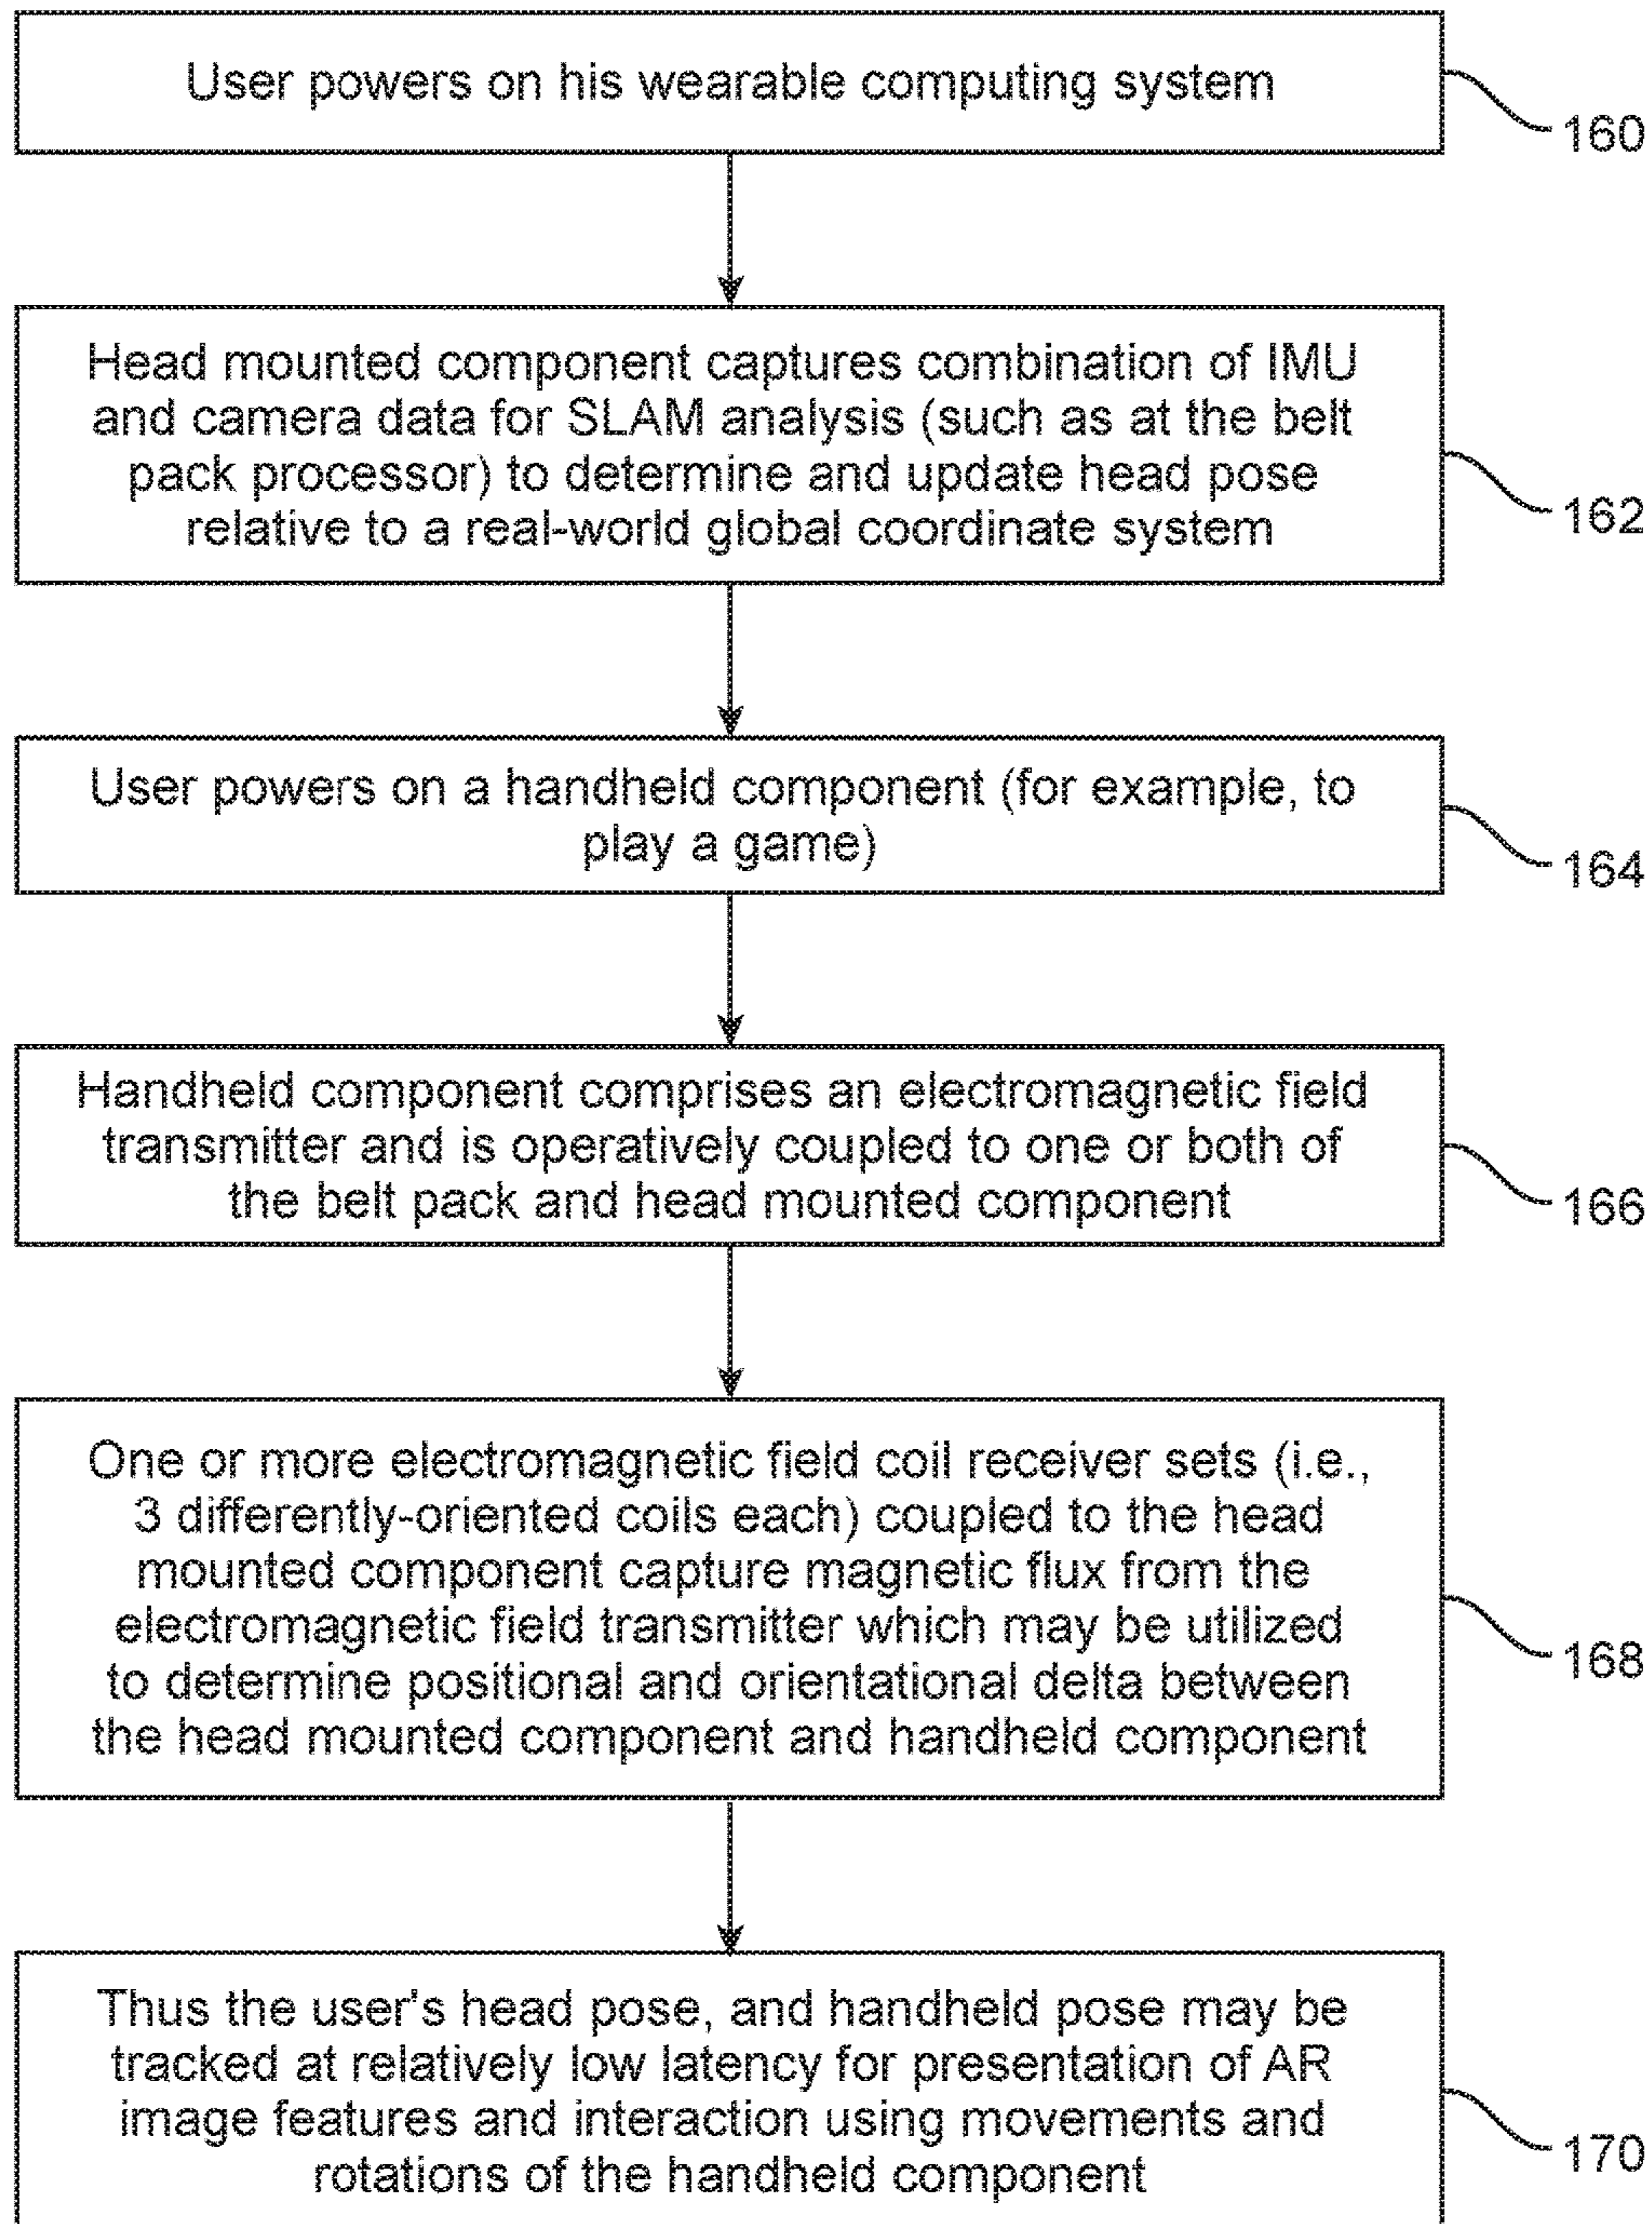 User powers on his wearable computing system
160
Head mounted component captures combination of IMU
and camera data for SLAM analysis (such as at the belt
pack processor) to determine and update head pose
relative to a real-world global coordinate system
162
User powers on a handheld component (for example, to
play a game)
164
Handheld component comprises an electromagnetic field
transmitter and is operatively coupled to one or both of
the belt pack and head mounted component
166
One or more electromagnetic field coil receiver sets (i.e.,
3 differently-oriented coils each) coupled to the head
mounted component capture magnetic flux from the
electromagnetic field transmitter which may be utilized
to determine positional and orientational delta between
the head mounted component and handheld component
168
Thus the user's head pose, and handheld pose may be
tracked at relatively low latency for presentation of AR
image features and interaction using movements and
rotations of the handheld component
170